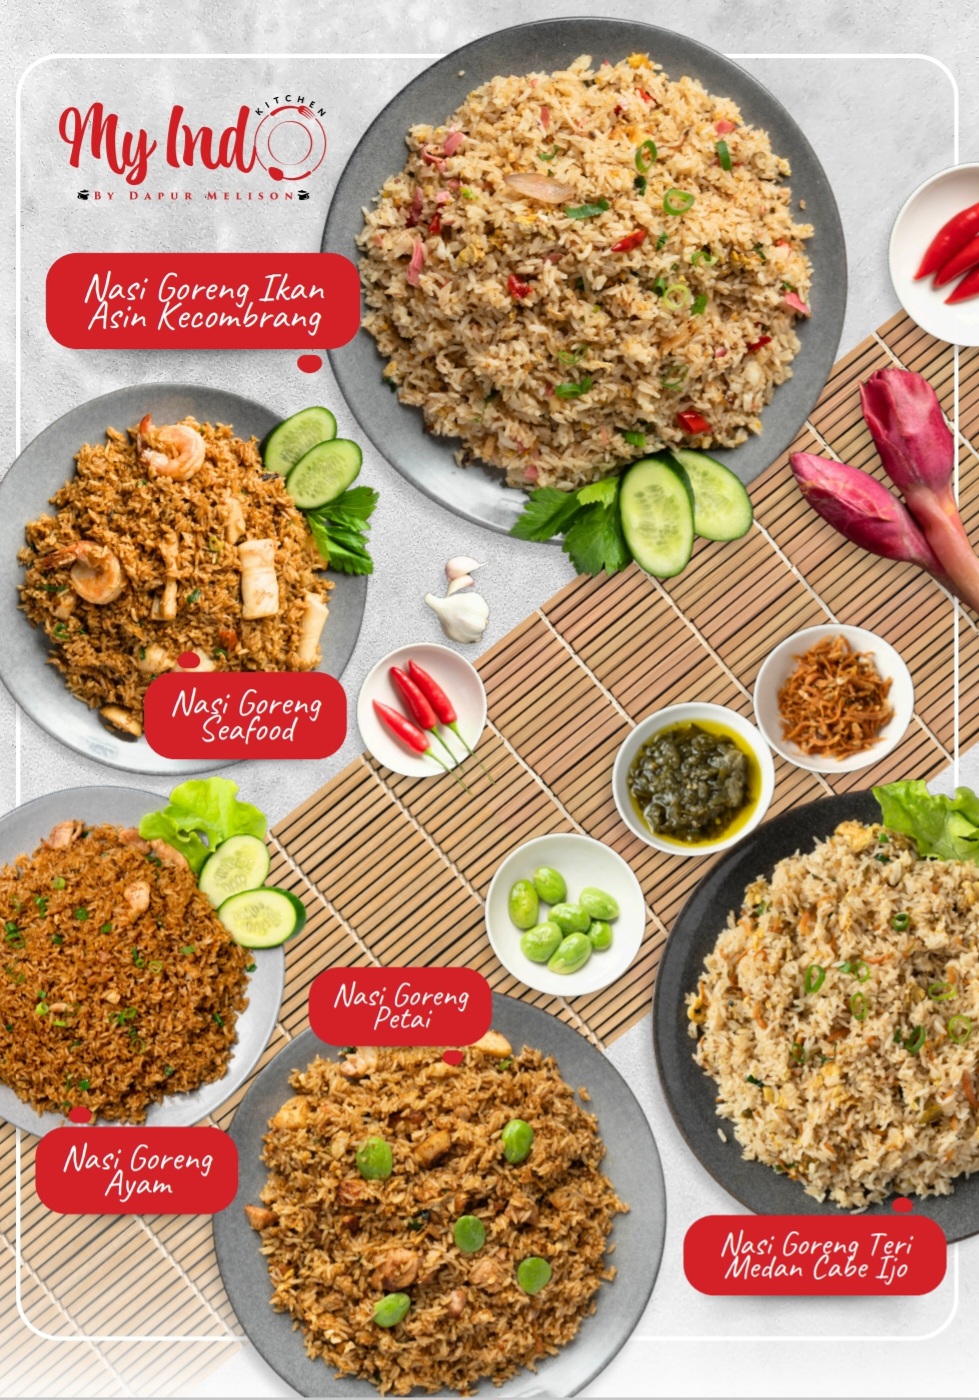 My Indo
KITCHEN
BY DAPUR MELISON
Nasi Goreng Ikan
Asin Kecombrang
Nasi Goreng
Seafood
Nasi Goreng
Petai
Nasi Goreng
Ayam
Nasi Goreng Teri
Medan Cabe Ijo